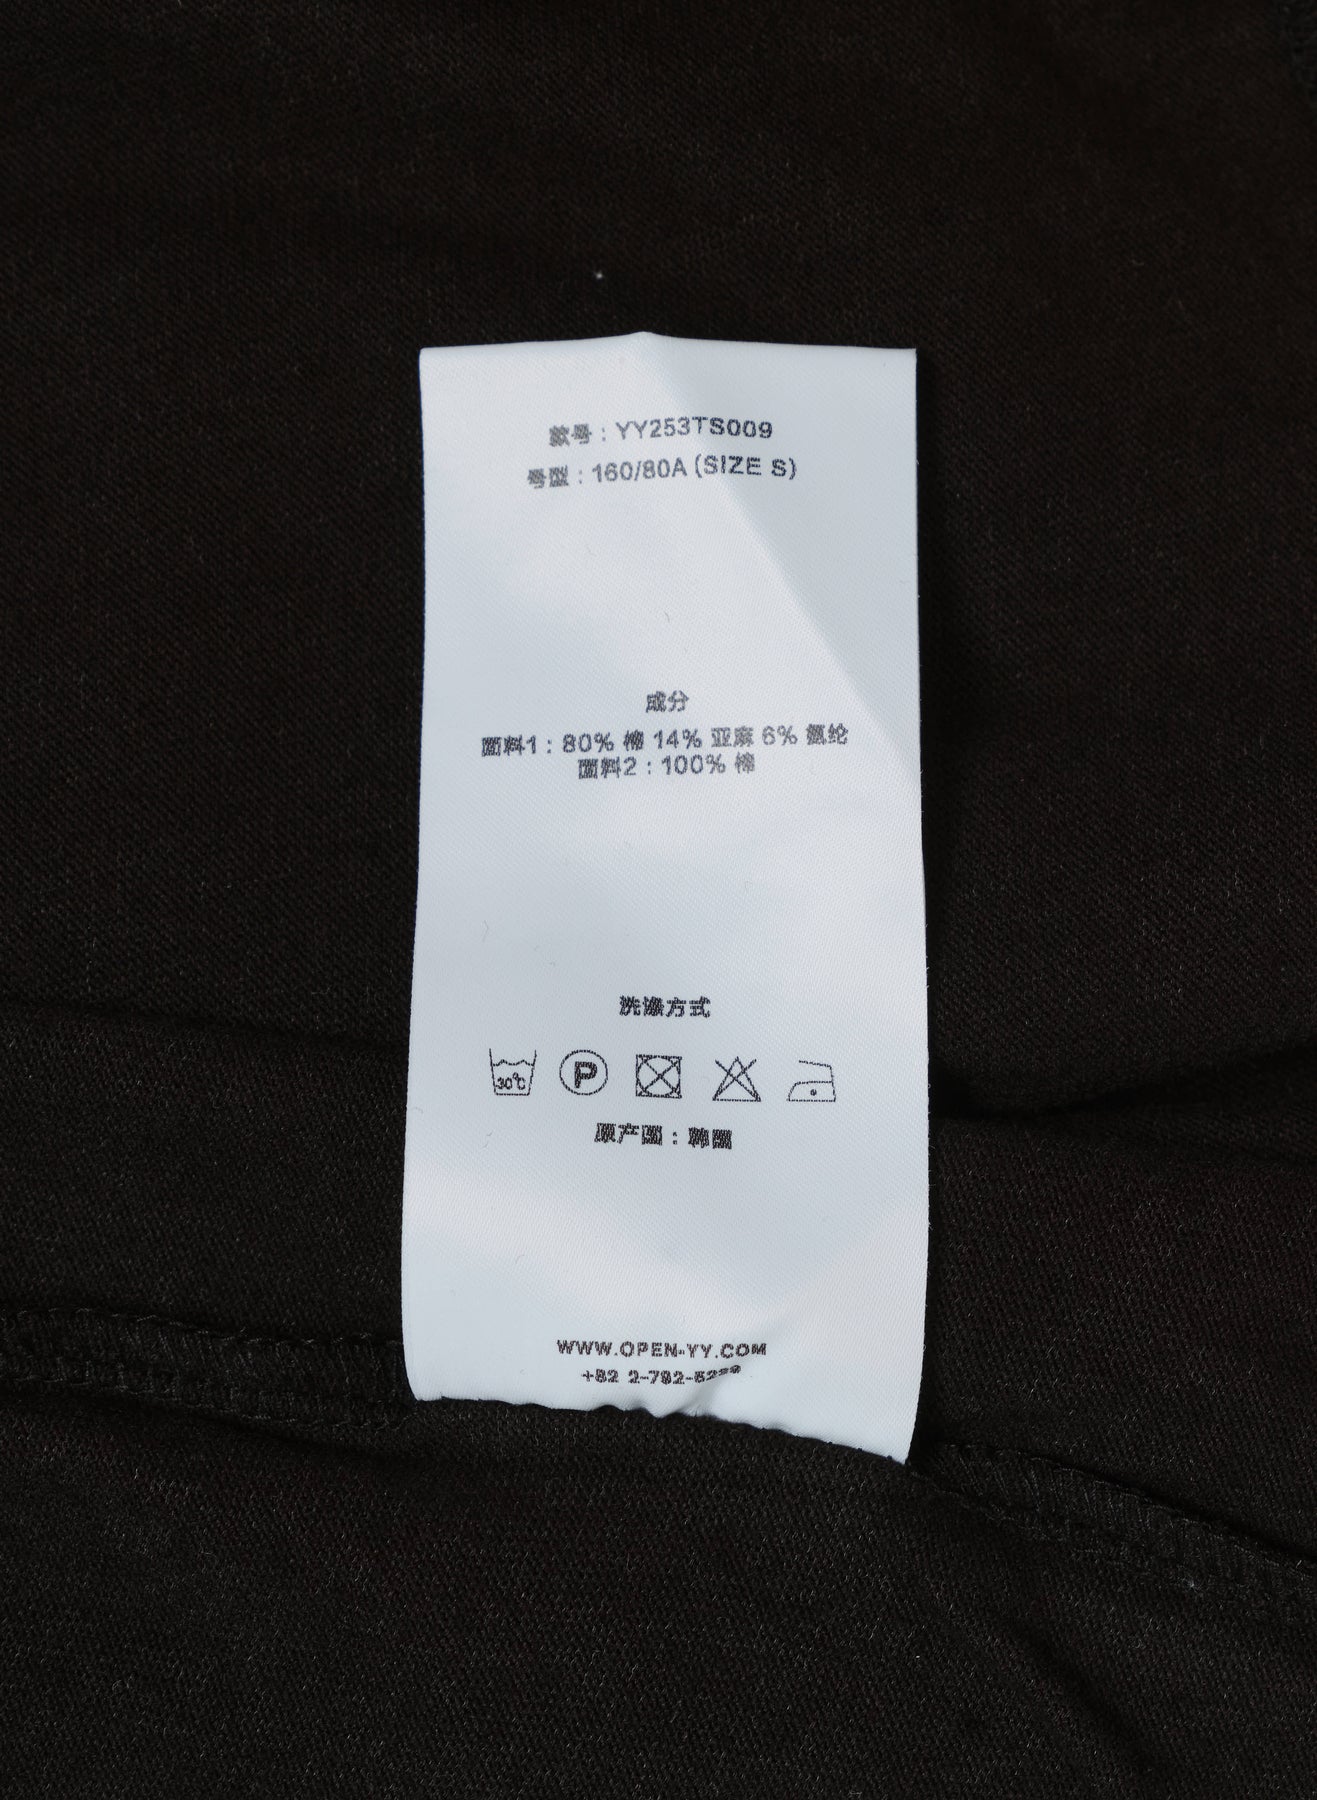 款号：YY253TS009
号型：160/80A (SIZE S)
成分
面料1：80% 棉 14% 亚麻 6% 氨纶
面料2：100% 棉
洗涤方式
30℃
P
原产国：韩国
WWW.OPEN-YY.COM
+82 2-792-